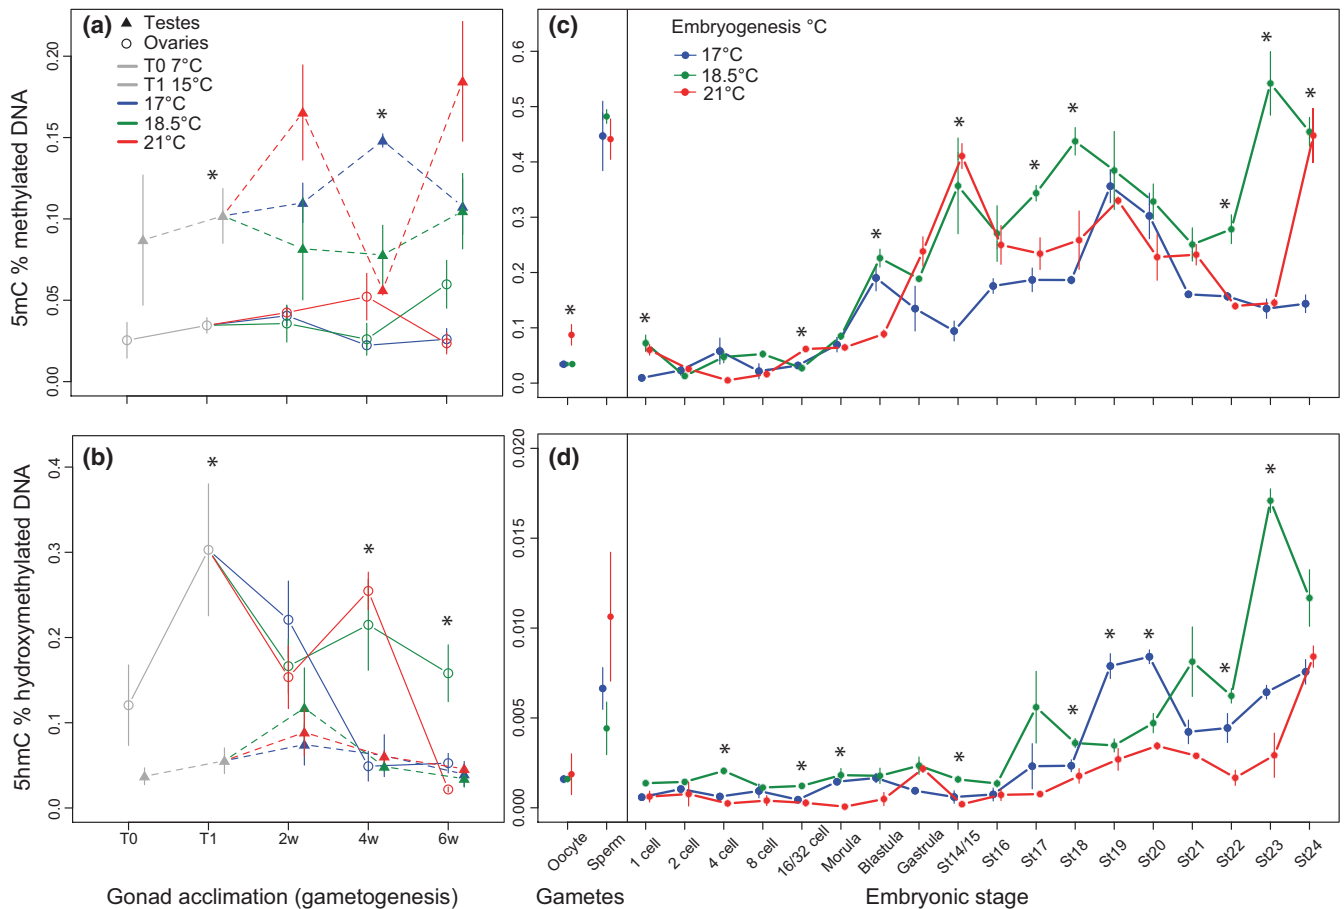 (a)
Testes
Ovaries
T0 7°C
T1 15°C
17°C
18.5°C
21°C
*
*
5mC % methylated DNA
0.20
0.15
0.10
0.05
0.00
(c)
Embryogenesis °C
17°C
18.5°C
21°C
0.6
0.5
0.4
0.3
0.2
0.1
0.0
*
*
*
*
*
*
*
*
*
*
(b)
*
*
*
5hmC % hydroxymethylated DNA
0.4
0.3
0.2
0.1
0.0
T0
T1
2w
4w
6w
Gonad acclimation (gametogenesis)
(d)
0.020
0.015
0.010
0.005
0.000
*
*
*
*
*
*
*
*
*
Oocyte
Sperm
1 cell
2 cell
4 cell
8 cell
16/32 cell
Morula
Blastula
Gastrula
St14/15
St16
St17
St18
St19
St20
St21
St22
St23
St24
Gametes
Embryonic stage